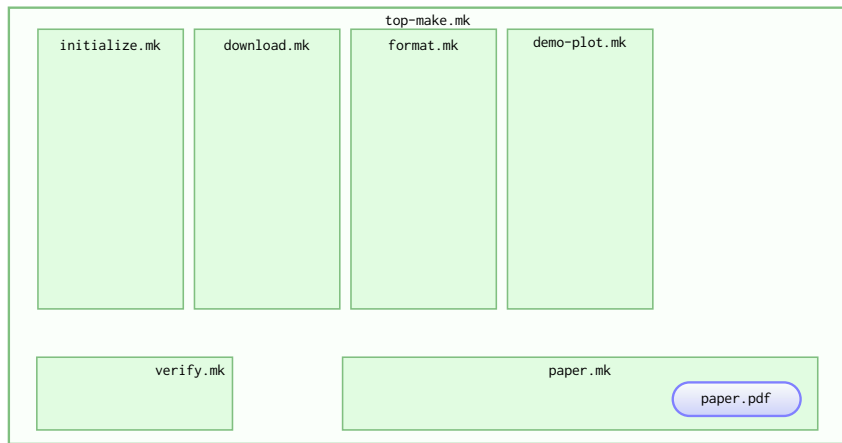 top-make.mk
initialize.mk
download.mk
format.mk
demo-plot.mk
verify.mk
paper.mk
paper.pdf